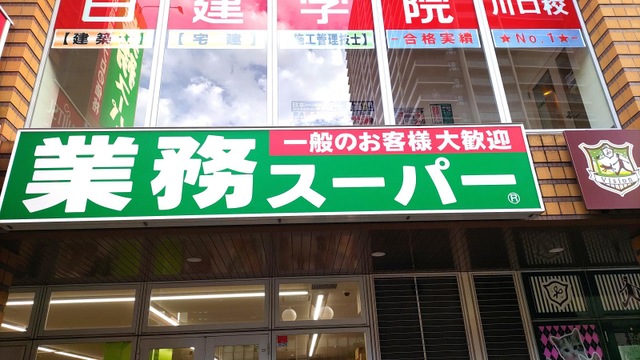 日建学院 川口校
【建築士】 【宅建】 施工管理技士】 -合格実績- ★No.1★
一般のお客様大歓迎
業務スーパー®
Vision